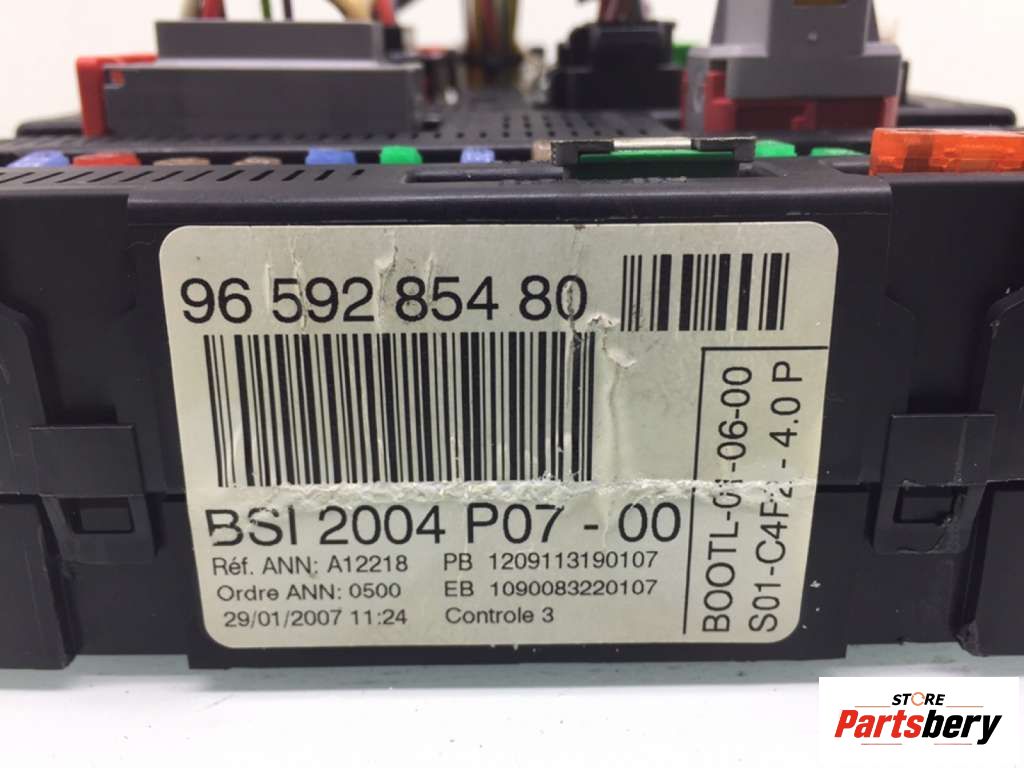 96 592 854 80
BSI 2004 P07 - 00
Réf. ANN: A12218 PB 1209113190107
Ordre ANN: 0500 EB 1090083220107
29/01/2007 11:24 Controle 3
BOOTL-01-06-00
S01-C4F2 - 4.0 P
STORE
Partsbery